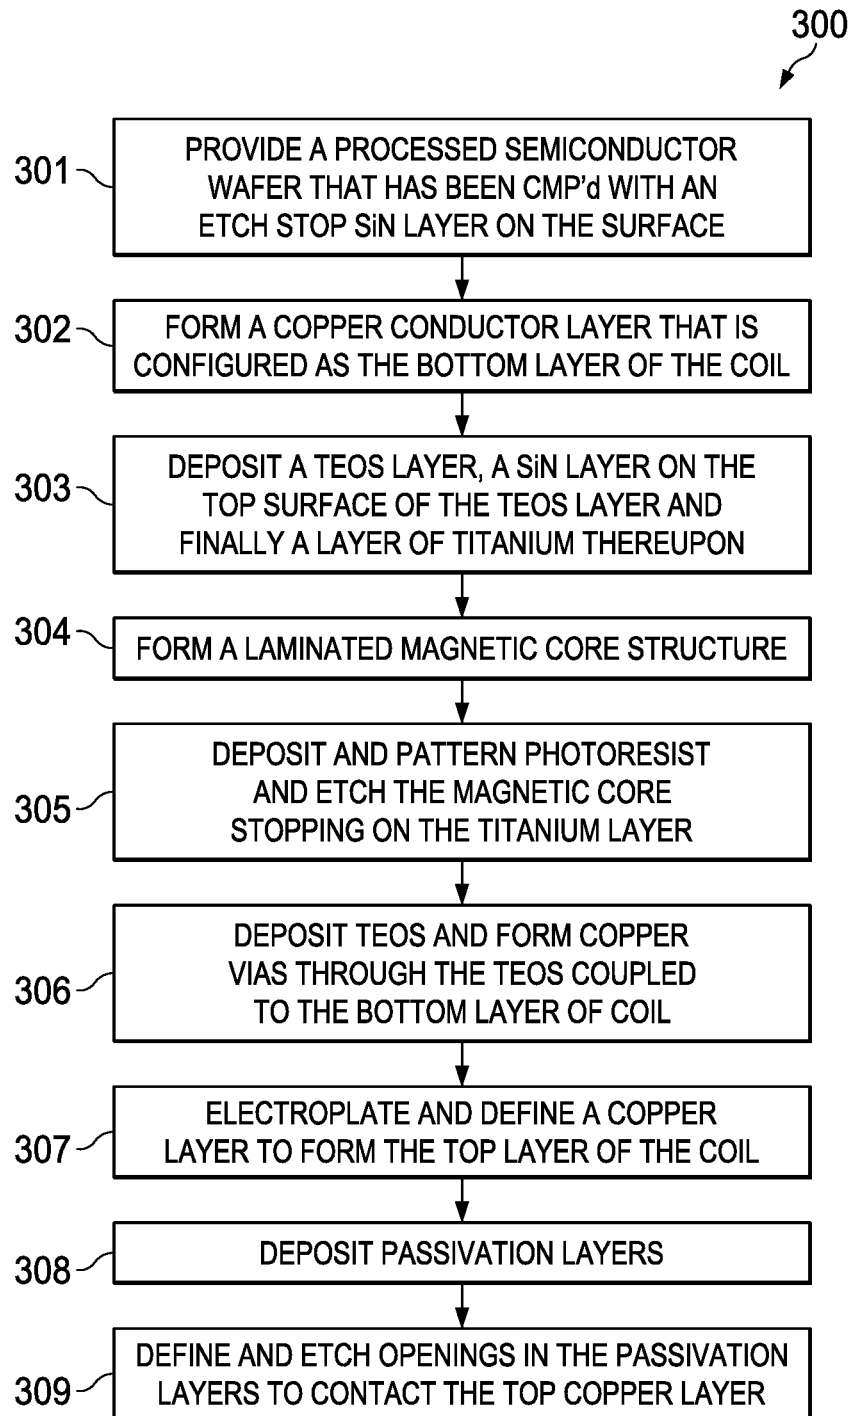 300
301
PROVIDE A PROCESSED SEMICONDUCTOR
WAFER THAT HAS BEEN CMP'd WITH AN
ETCH STOP SiN LAYER ON THE SURFACE
302
FORM A COPPER CONDUCTOR LAYER THAT IS
CONFIGURED AS THE BOTTOM LAYER OF THE COIL
303
DEPOSIT A TEOS LAYER, A SiN LAYER ON THE
TOP SURFACE OF THE TEOS LAYER AND
FINALLY A LAYER OF TITANIUM THEREUPON
304
FORM A LAMINATED MAGNETIC CORE STRUCTURE
305
DEPOSIT AND PATTERN PHOTORESIST
AND ETCH THE MAGNETIC CORE
STOPPING ON THE TITANIUM LAYER
306
DEPOSIT TEOS AND FORM COPPER
VIAS THROUGH THE TEOS COUPLED
TO THE BOTTOM LAYER OF COIL
307
ELECTROPLATE AND DEFINE A COPPER
LAYER TO FORM THE TOP LAYER OF THE COIL
308
DEPOSIT PASSIVATION LAYERS
309
DEFINE AND ETCH OPENINGS IN THE PASSIVATION
LAYERS TO CONTACT THE TOP COPPER LAYER